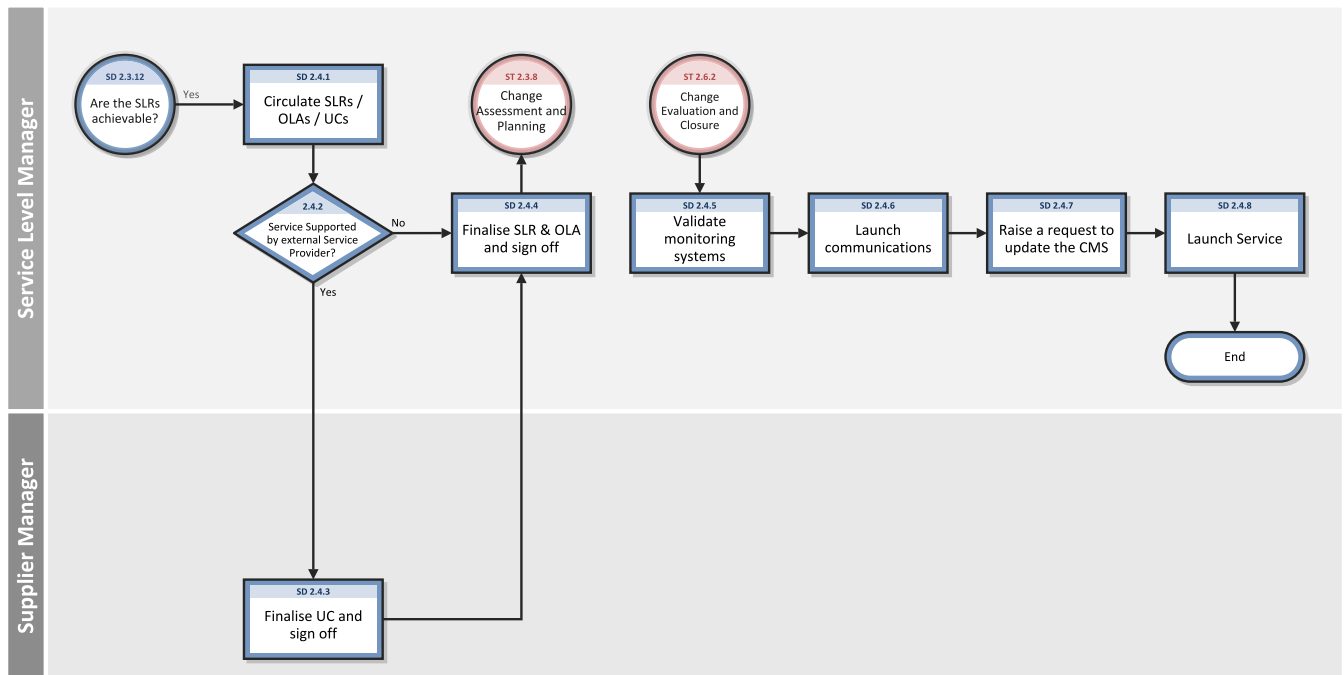 Service Level Manager
SD 2.3.12
Are the SLRs
achievable?
Yes
SD 2.4.1
Circulate SLRs /
OLAs / UCs
2.4.2
Service Supported
by external Service
Provider?
No
Yes
ST 2.3.8
Change
Assessment and
Planning
SD 2.4.4
Finalise SLR & OLA
and sign off
ST 2.6.2
Change
Evaluation and
Closure
SD 2.4.5
Validate
monitoring
systems
SD 2.4.6
Launch
communications
SD 2.4.7
Raise a request to
update the CMS
SD 2.4.8
Launch Service
End
Supplier Manager
SD 2.4.3
Finalise UC and
sign off